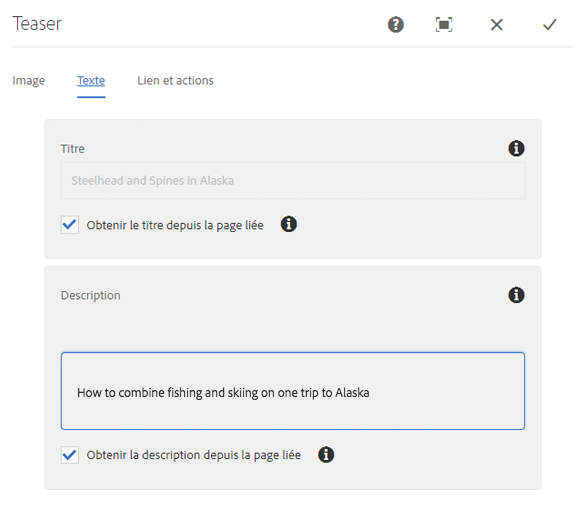 Teaser
Image Texte Lien et actions
Titre
Steelhead and Spines in Alaska
Obtenir le titre depuis la page liée
Description
How to combine fishing and skiing on one trip to Alaska
Obtenir la description depuis la page liée